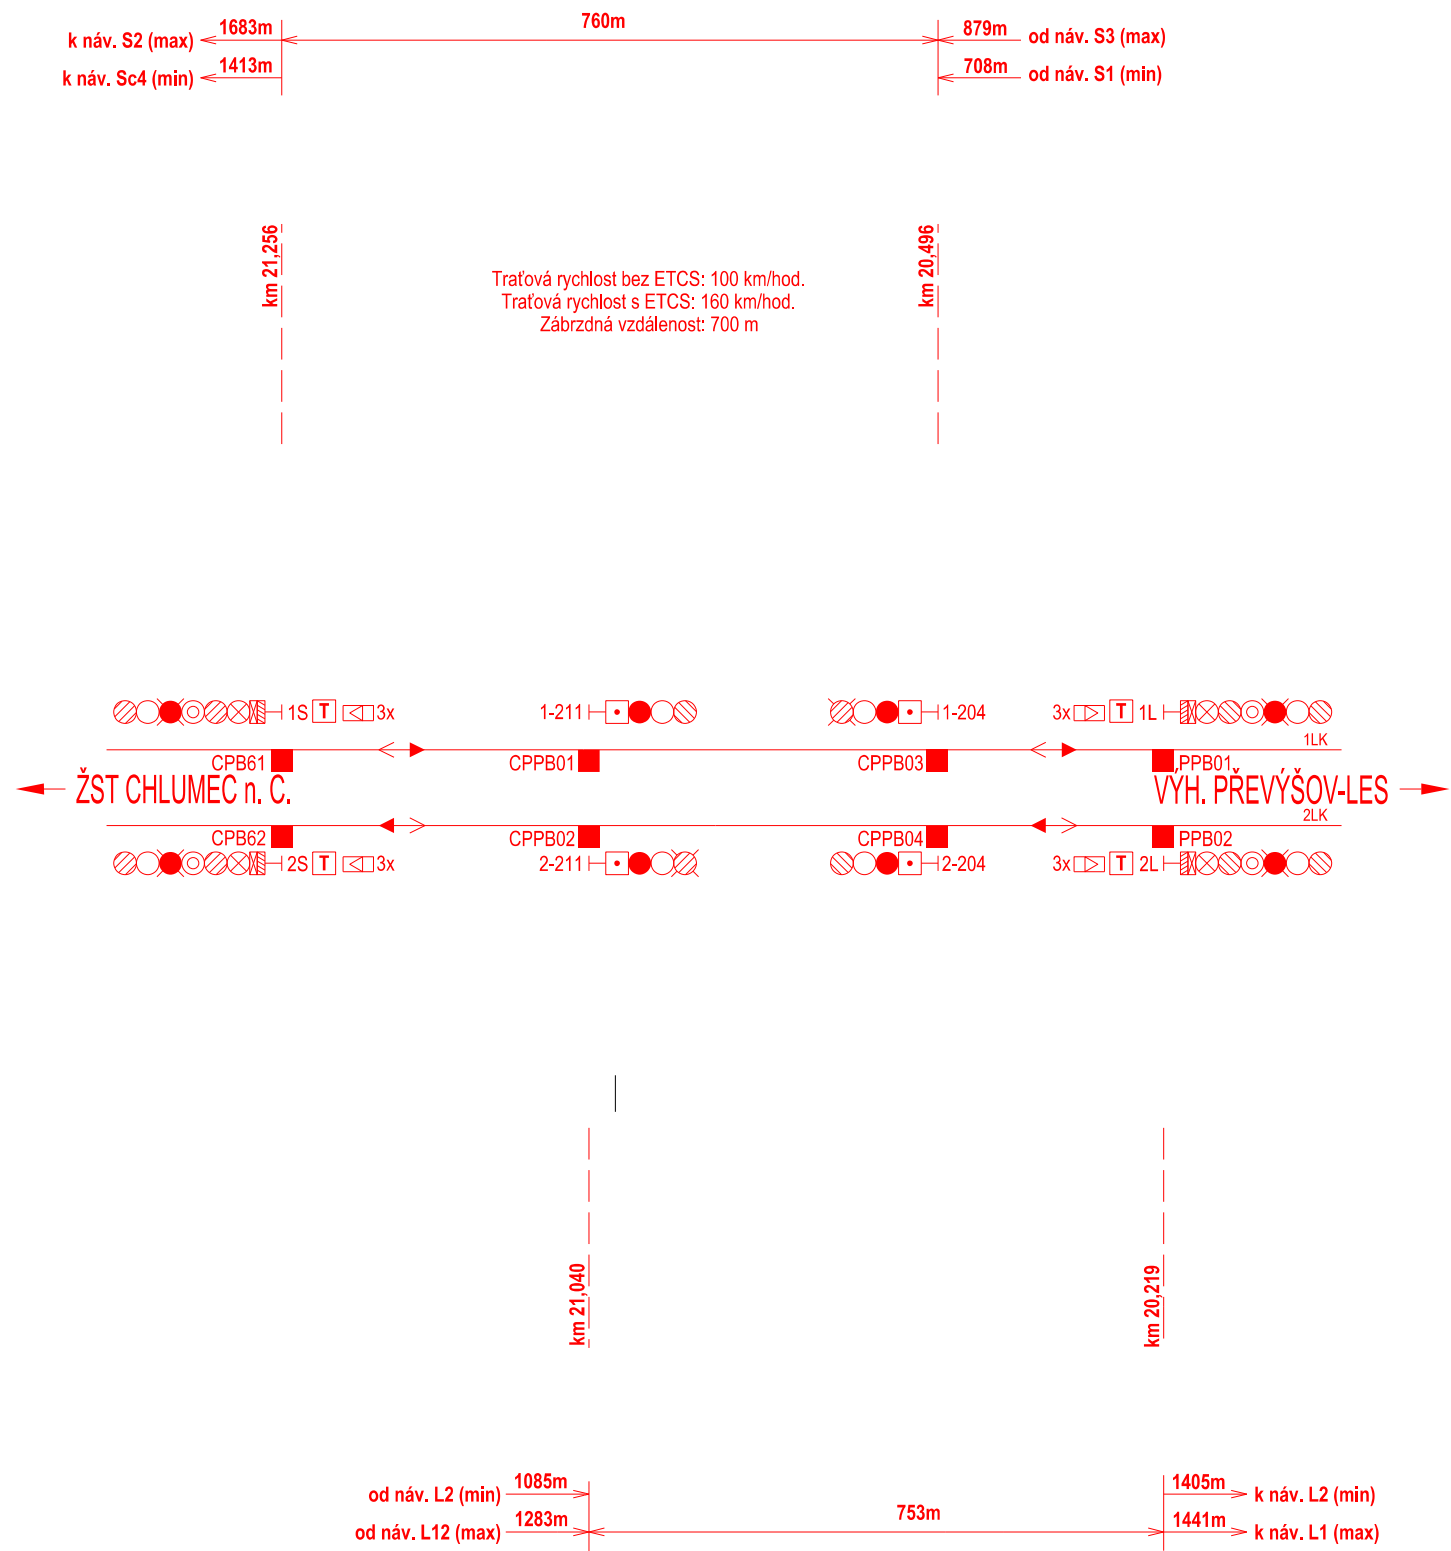 k náv. S2 (max)
1683m
760m
879m
od náv. S3 (max)
k náv. Sc4 (min)
1413m
708m
od náv. S1 (min)
km 21,256
km 20,496
Traťová rychlost bez ETCS: 100 km/hod.
Traťová rychlost s ETCS: 160 km/hod.
Zábrzdná vzdálenost: 700 m
1S
T
3x
1-211
1-204
3x
T
1L
1LK
CPB61
CPPB01
CPPB03
PPB01
ŽST CHLUMEC n. C.
VÝH. PŘEVÝŠOV-LES
2LK
CPB62
CPPB02
CPPB04
PPB02
2S
T
3x
2-211
2-204
3x
T
2L
km 21,040
km 20,219
od náv. L2 (min)
1085m
1405m
k náv. L2 (min)
od náv. L12 (max)
1283m
753m
1441m
k náv. L1 (max)